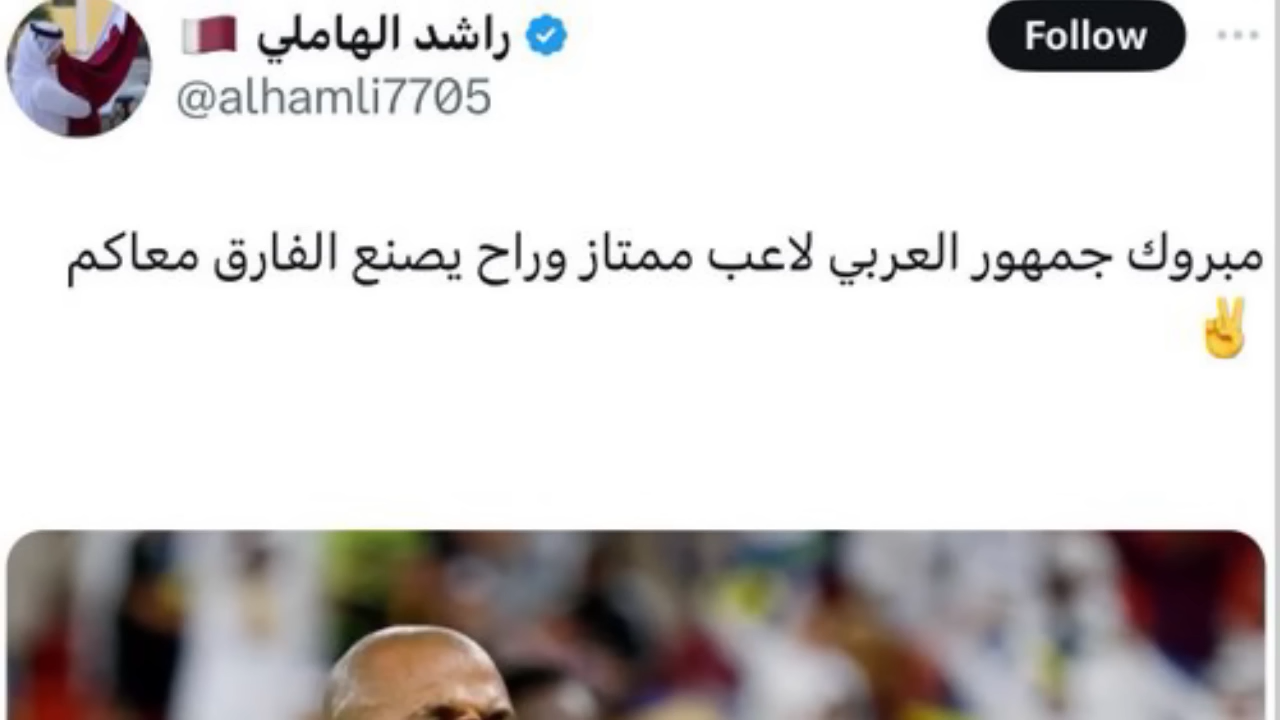 راشد الهاملي
Follow
@alhamli7705
مبروك جمهور العربي لاعب ممتاز وراح يصنع الفارق معاكم
✌️